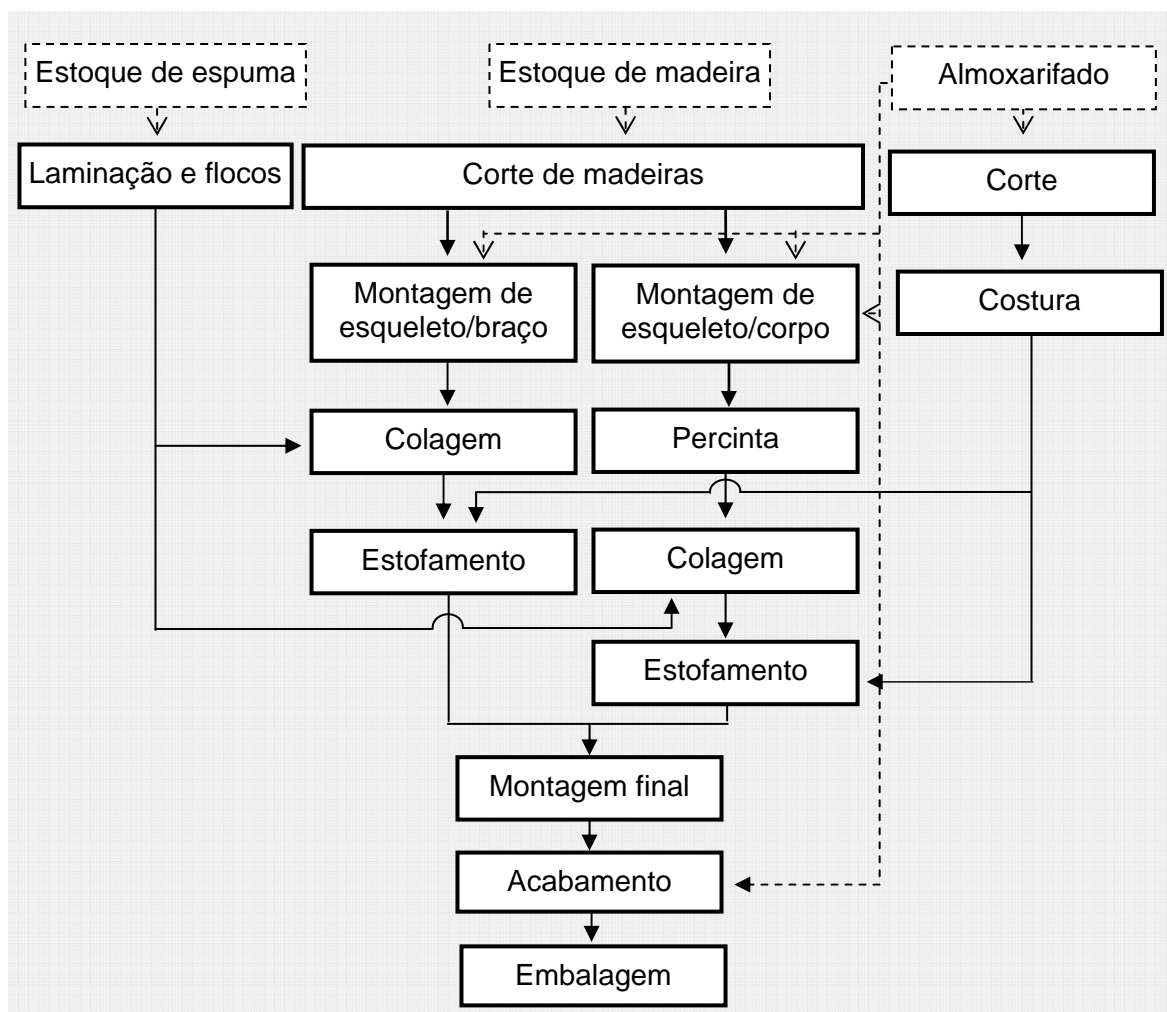 Estoque de espuma
Estoque de madeira
Almoxarifado
Laminação e flocos
Corte de madeiras
Corte
Montagem de
esqueleto/braço
Montagem de
esqueleto/corpo
Costura
Colagem
Percinta
Estofamento
Colagem
Estofamento
Montagem final
Acabamento
Embalagem